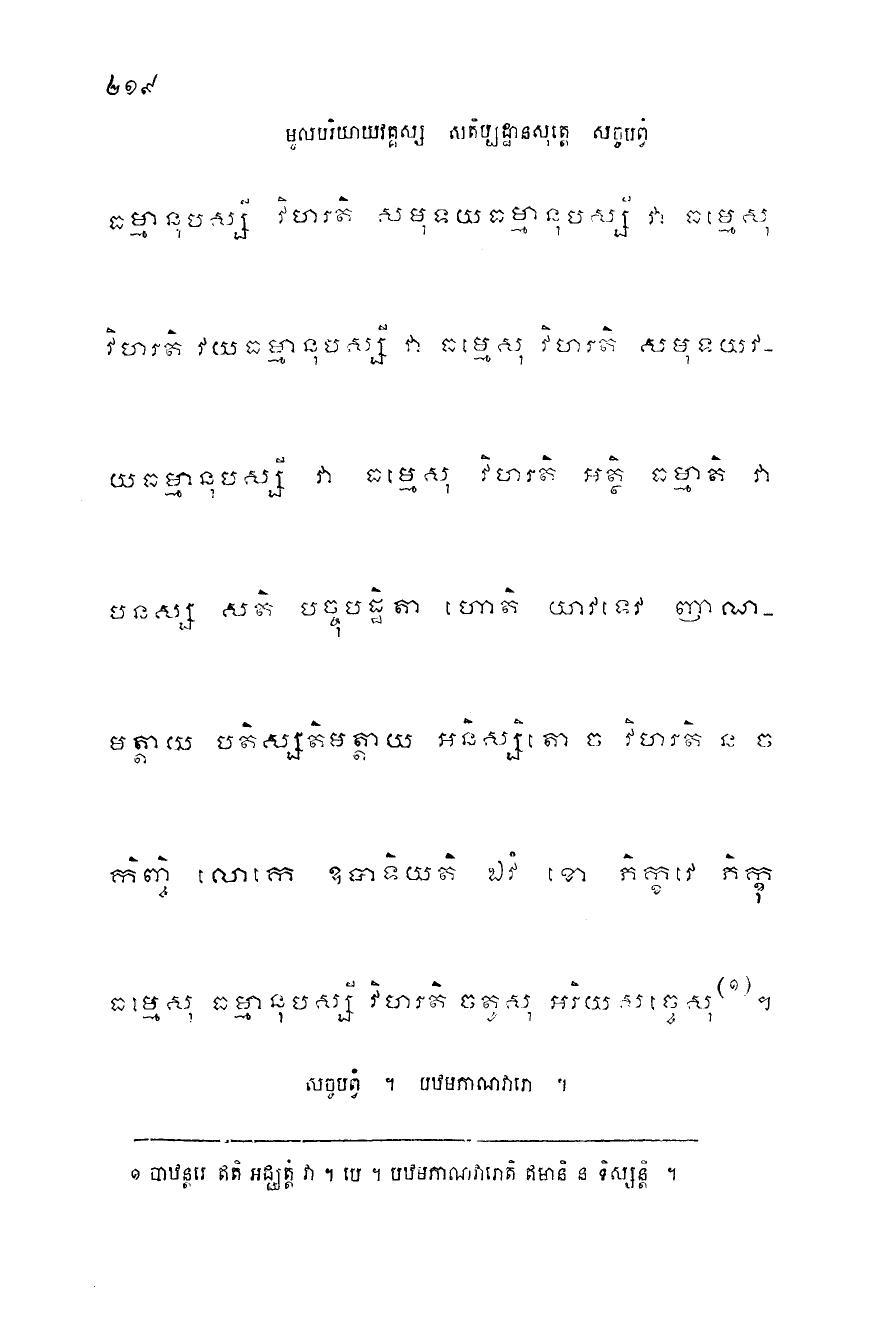 ២១៩
មូលបរិយាយវគ្គស្ស សតិប្បដ្ឋានសុត្តេ សច្ចបព្វំ
ធម្មានុបស្សី វិហរតិ សមុទយធម្មានុបស្សី វា ធម្មេសុ
វិហរតិ វយធម្មានុបស្សី វា ធម្មេសុ វិហរតិ សមុទយវ-
យធម្មានុបស្សី វា ធម្មេសុ វិហរតិ អត្ថិ ធម្មាតិ វា
បនស្ស សតិ បច្ចុបដ្ឋិតា ហោតិ យាវទេវ ញាណ-
មត្តាយ បតិស្សតិមត្តាយ អនិស្សិតោ ច វិហរតិ ន ច
កិញ្ចិ លោកេ ឧបាទិយតិ ឯវំ ខោ ភិក្ខវេ ភិក្ខុ
ធម្មេសុ ធម្មានុបស្សី វិហរតិ ចតូសុ អរិយសច្ចេសុ(១)។
សច្ចបព្វំ ។ បឋមភាណវារោ ។
១ បាឋន្តរេ ឥតិ អជ្ឈត្តំ វា ។ បេ ។ បឋមភាណវារោតិ ឥមានិ ន ទិស្សន្តិ ។